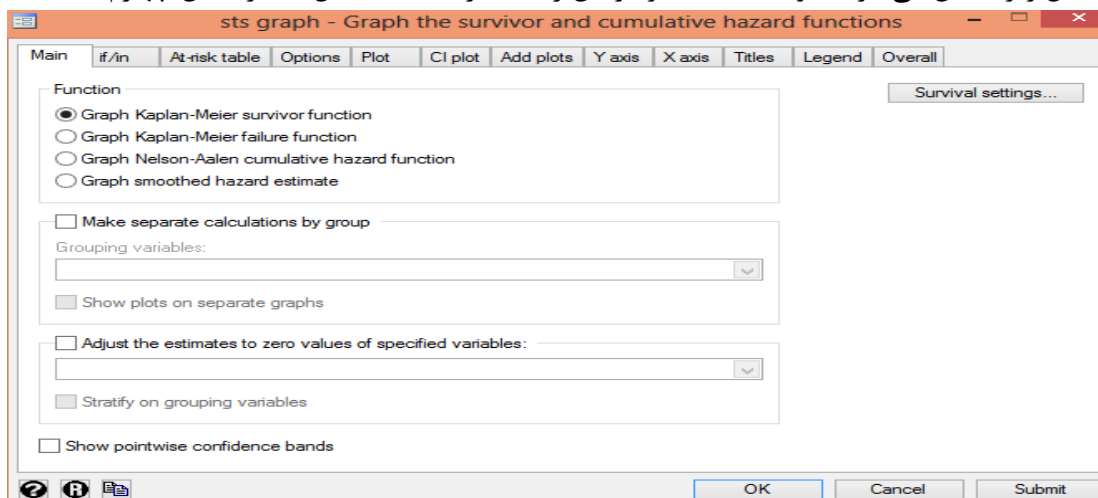 sts graph - Graph the survivor and cumulative hazard functions
Main if/in At-risk table Options Plot CI plot Add plots Y axis X axis Titles Legend Overall
Function
Survival settings...
Graph Kaplan-Meier survivor function
Graph Kaplan-Meier failure function
Graph Nelson-Aalen cumulative hazard function
Graph smoothed hazard estimate
Make separate calculations by group
Grouping variables:
Show plots on separate graphs
Adjust the estimates to zero values of specified variables:
Stratify on grouping variables
Show pointwise confidence bands
OK Cancel Submit